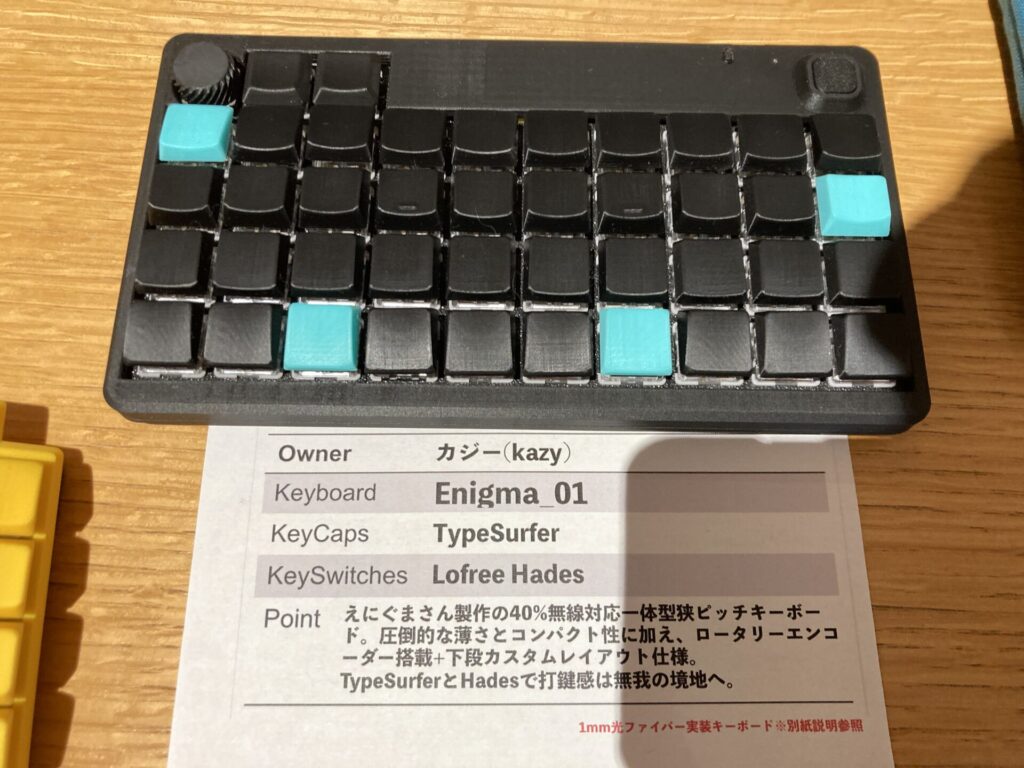 Owner カジー(kazy)
Keyboard Enigma_01
KeyCaps TypeSurfer
KeySwitches Lofree Hades
Point えにぐまさん製作の40%無線対応一体型狭ピッチキーボー
ド。圧倒的な薄さとコンパクト性に加え、ロータリーエンコ
ーダー搭載+下段カスタムレイアウト仕様。
TypeSurferとHadesで打鍵感は無我の境地へ。
1mm光ファイバー実装キーボード※別紙説明参照